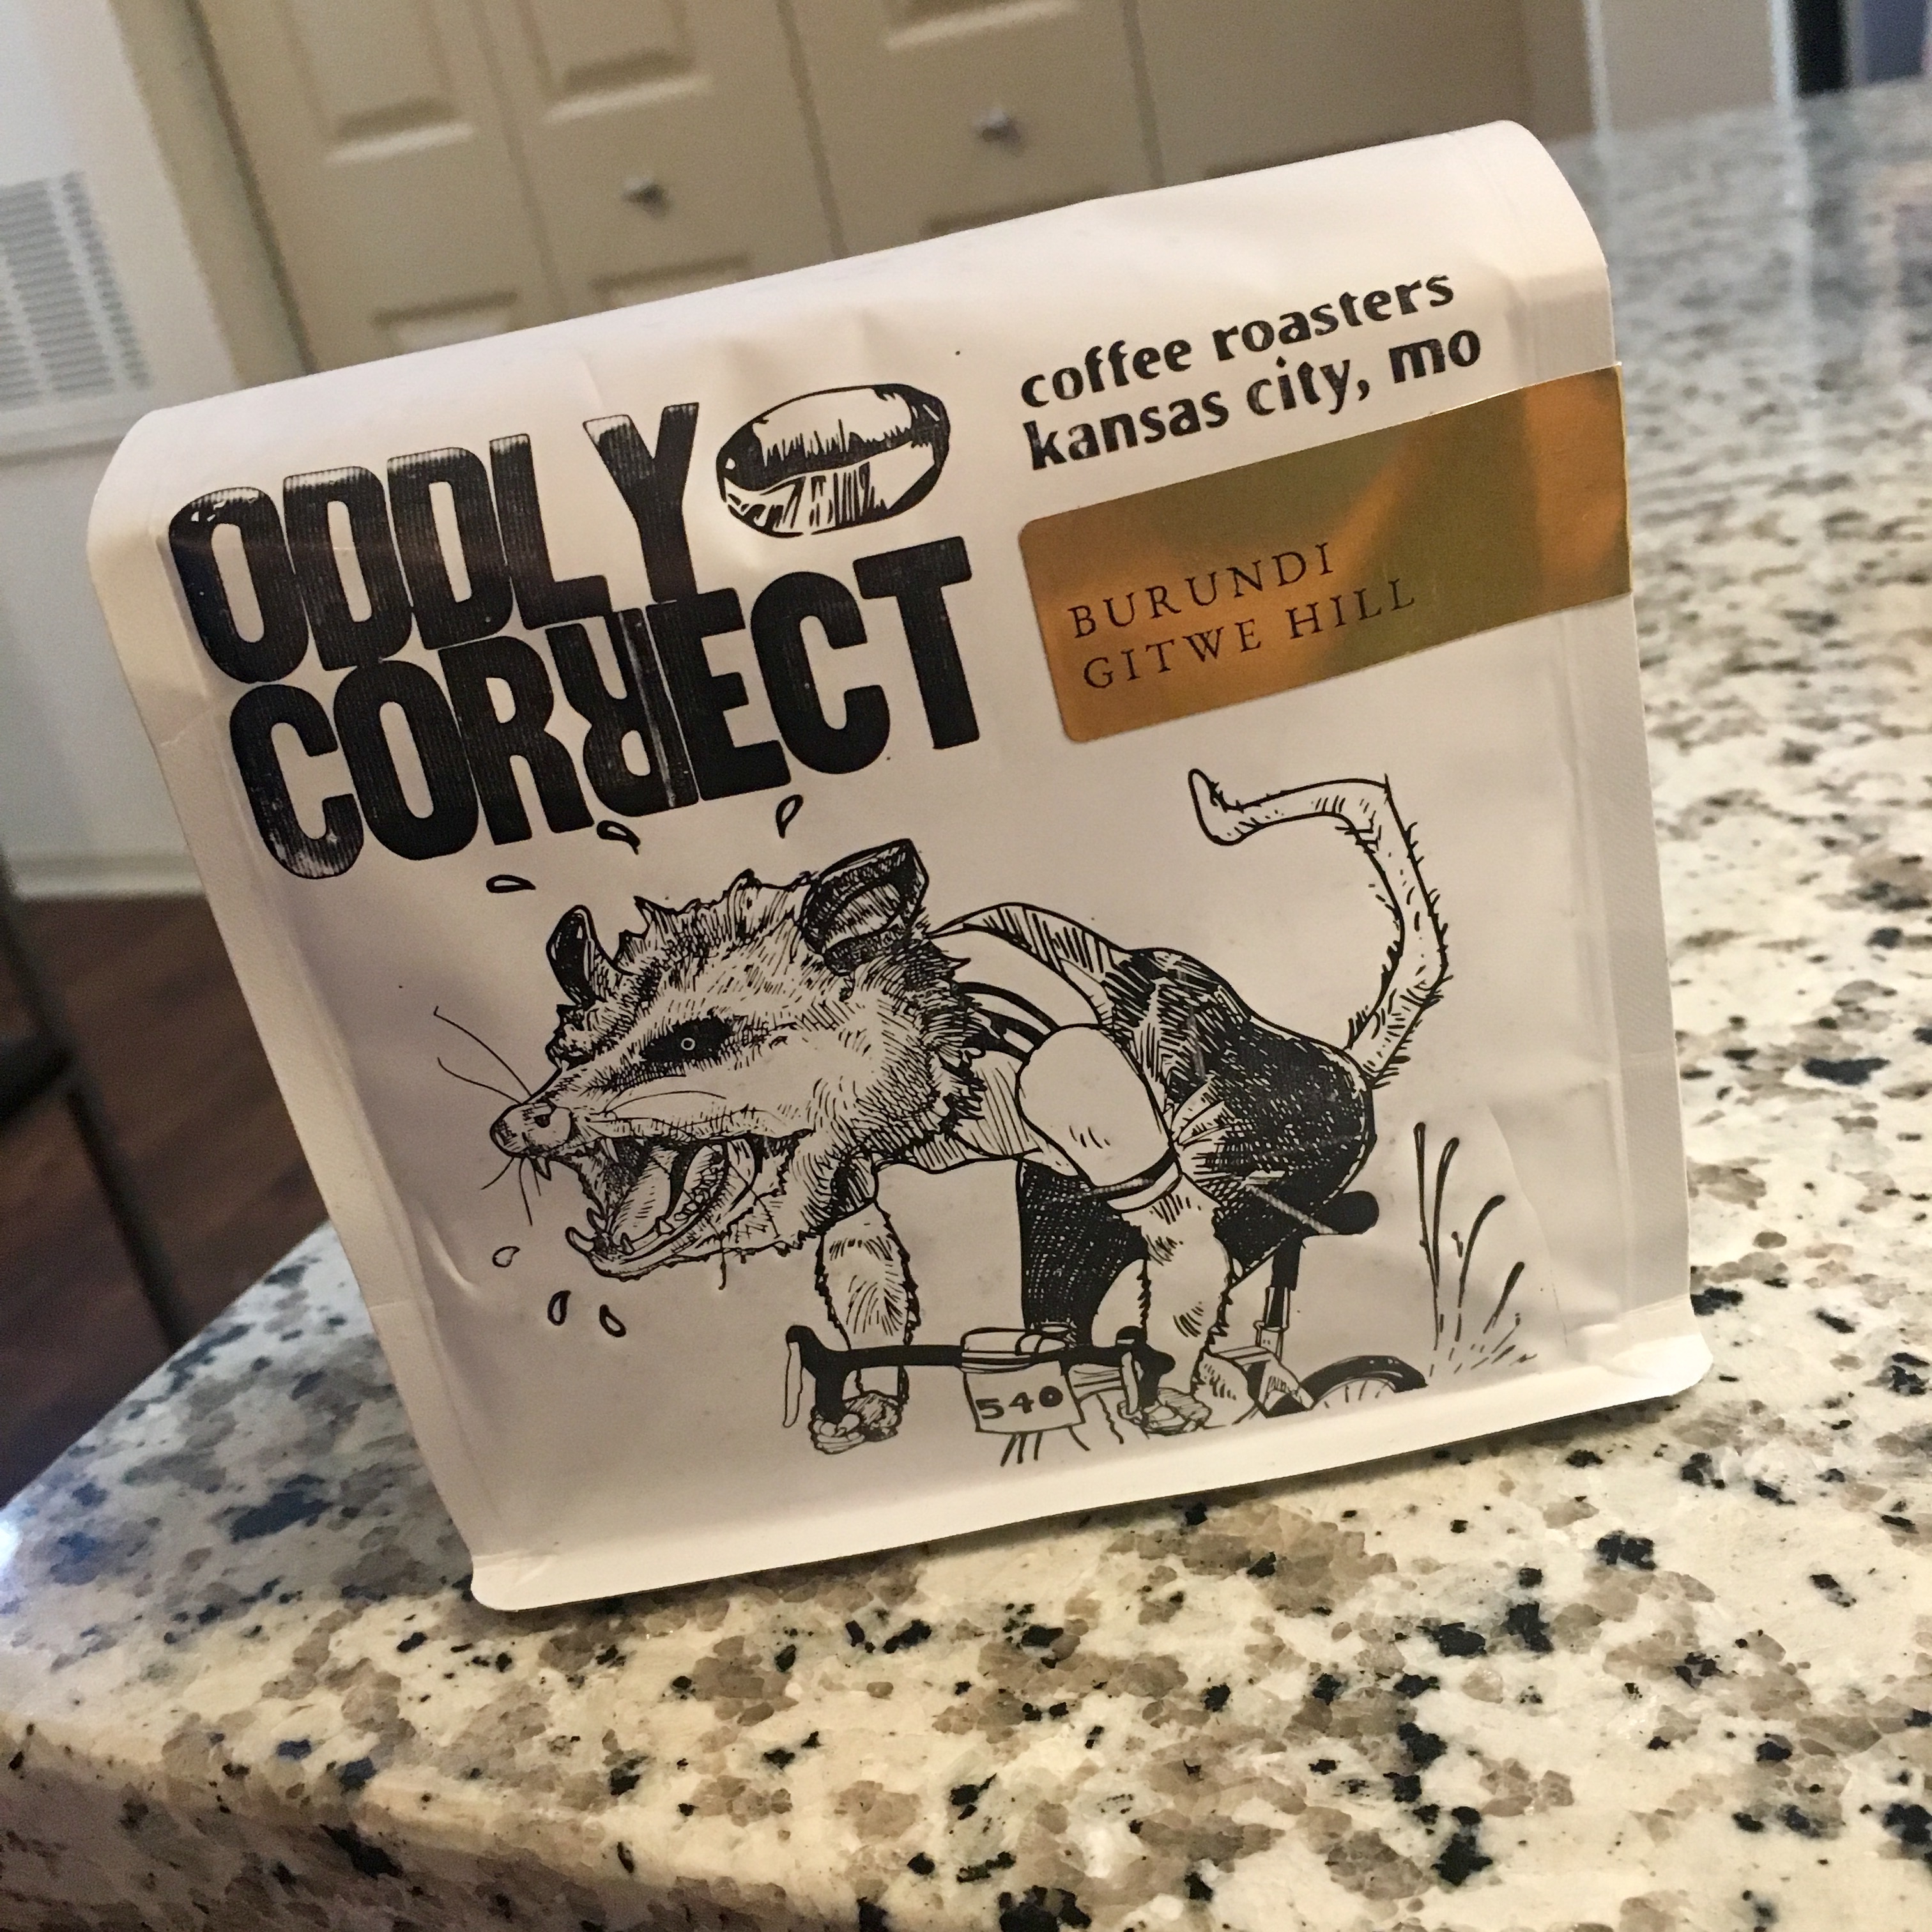 ODDLY
CORRECT
coffee roasters
kansas city, mo
BURUNDI
GITWE HILL
540